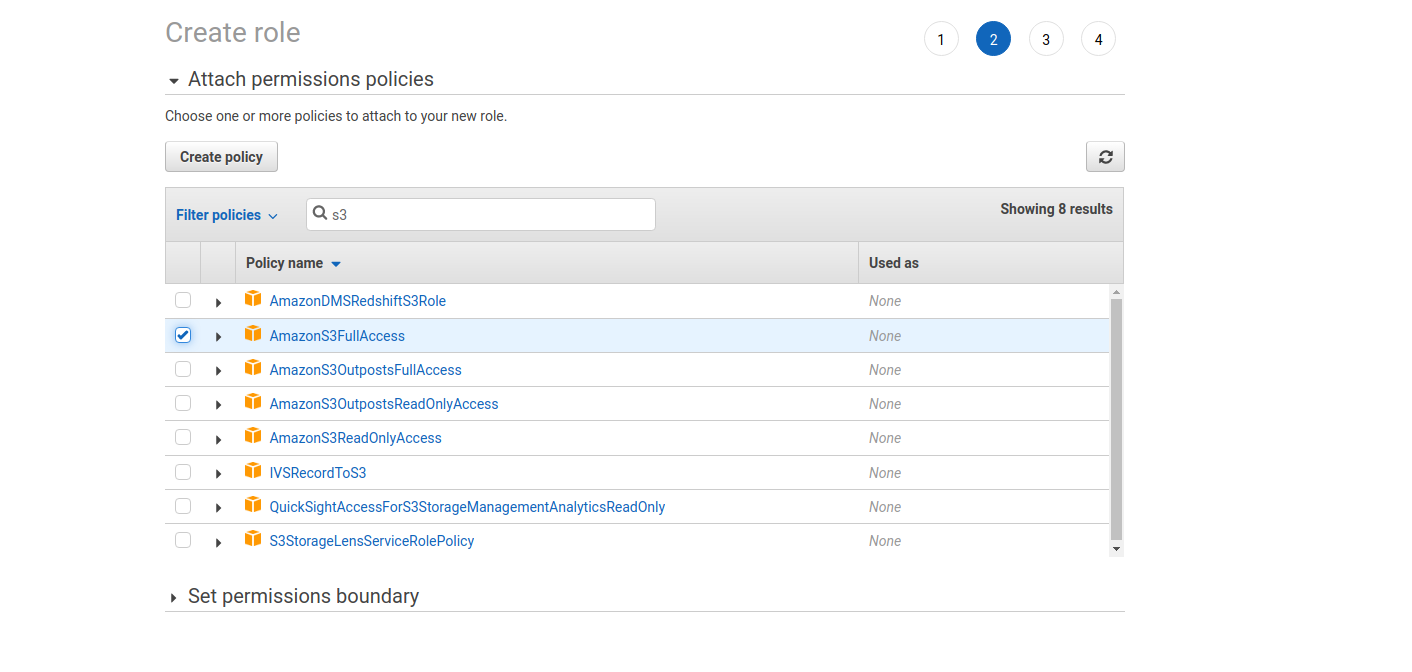 Create role
1 2 3 4
Attach permissions policies
Choose one or more policies to attach to your new role.
Create policy
Filter policies s3 Showing 8 results
Policy name Used as
AmazonDMSRedshiftS3Role None
AmazonS3FullAccess None
AmazonS3OutpostsFullAccess None
AmazonS3OutpostsReadOnlyAccess None
AmazonS3ReadOnlyAccess None
IVSRecordToS3 None
QuickSightAccessForS3StorageManagementAnalyticsReadOnly None
S3StorageLensServiceRolePolicy None
Set permissions boundary